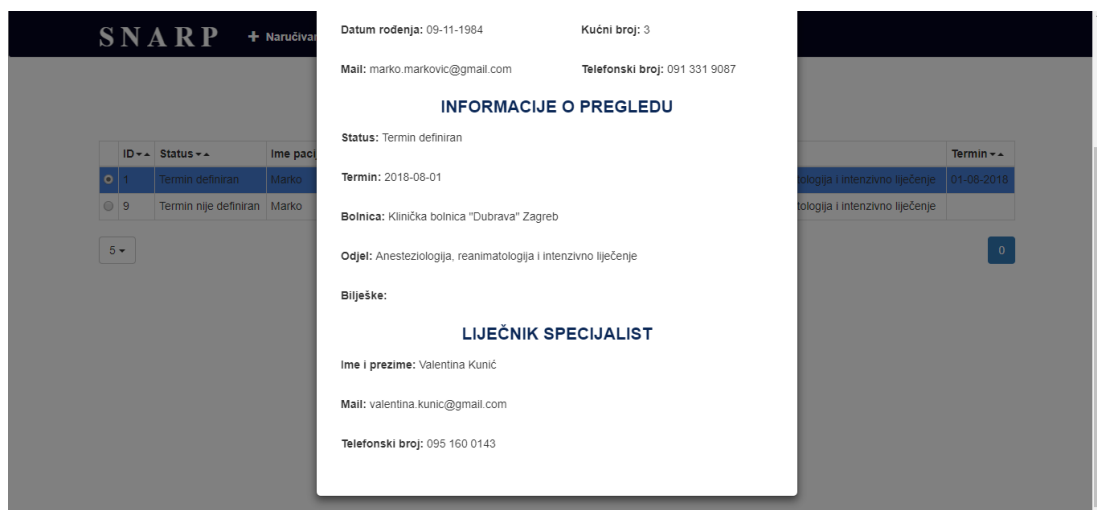 SNARP + Naručivan
Datum rođenja: 09-11-1984 Kućni broj: 3
Mail: marko.markovic@gmail.com Telefonski broj: 091 331 9087
INFORMACIJE O PREGLEDU
Status: Termin definiran
Termin: 2018-08-01
Bolnica: Klinička bolnica "Dubrava" Zagreb
Odjel: Anesteziologija, reanimatologija i intenzivno liječenje
Bilješke:
LIJEČNIK SPECIJALIST
Ime i prezime: Valentina Kunić
Mail: valentina.kunic@gmail.com
Telefonski broj: 095 160 0143
ID Status Ime paci Termin
1 Termin definiran Marko tologija i intenzivno liječenje 01-08-2018
9 Termin nije definiran Marko tologija i intenzivno liječenje
5 0